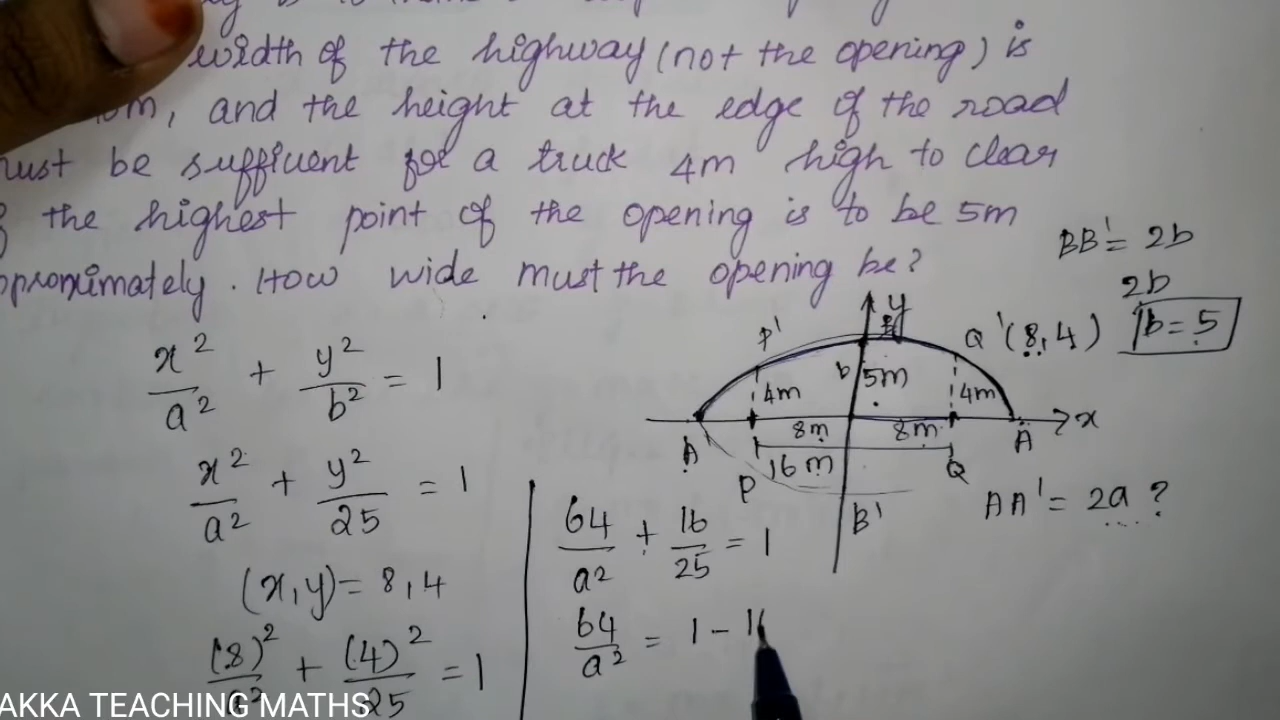 width of the highway (not the opening) is
m, and the height at the edge of the road
ust be sufficient for a truck 4m high to clear
the highest point of the opening is to be 5m
pproximately. How wide must the opening be?
BB' = 2b
2b
b = 5
x²/a² + y²/b² = 1
y
P'
Q'(8,4)
b
5m
4m
4m
x
A
8m
8m
A
16 m
P
Q
B'
AA' = 2a ?
x²/a² + y²/25 = 1
(x,y) = 8,4
(8)²/a² + (4)²/25 = 1
64/a² + 16/25 = 1
64/a² = 1 - 16
AKKA TEACHING MATHS